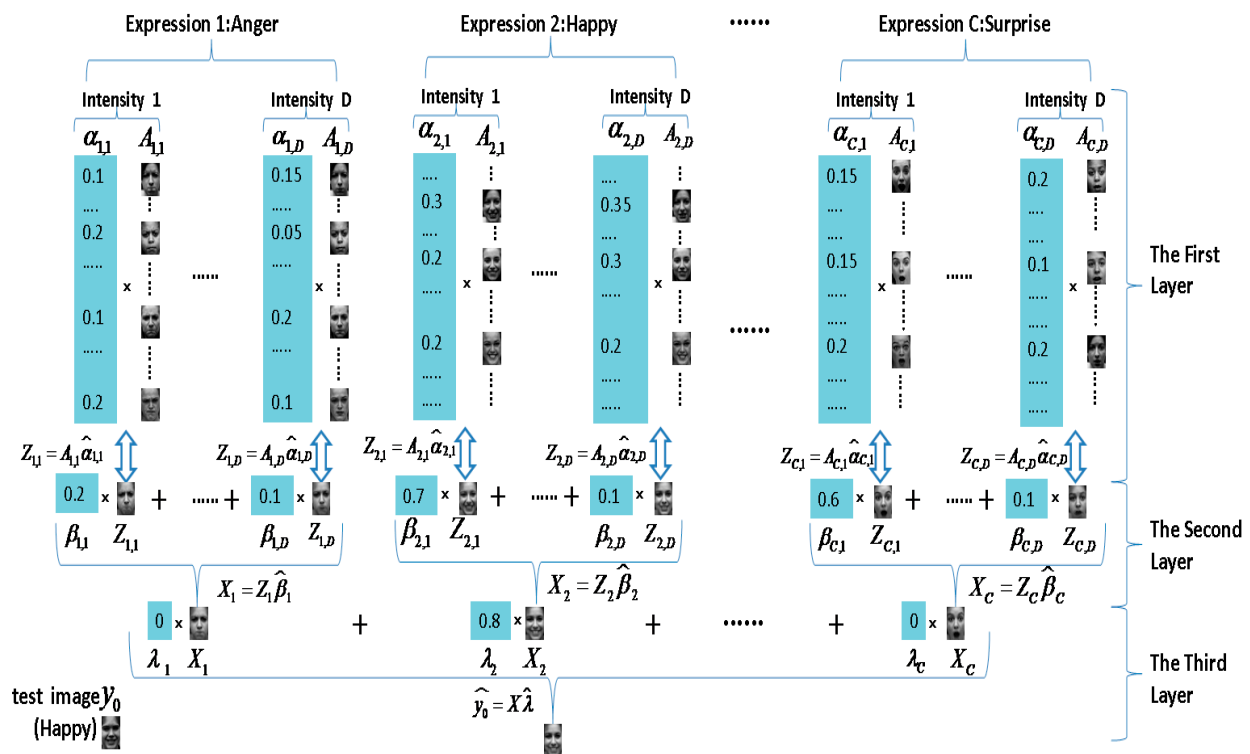 Expression 1:Anger Expression 2:Happy ...... Expression C:Surprise
Intensity 1 Intensity D Intensity 1 Intensity D Intensity 1 Intensity D
α1,1 A1,1 α1,D A1,D α2,1 A2,1 α2,D A2,D αC,1 AC,1 αC,D AC,D
0.1 0.15 .... .... 0.15 0.2
.... ..... 0.3 0.35 .... ....
0.2 0.05 .... .... .... ....
..... ..... 0.2 0.3 0.15 0.1
x ...... x x ...... x x ...... x
..... ..... ..... .....
0.1 0.2 ......
..... ..... 0.2 0.2 0.2 0.2
..... ..... ..... .....
0.2 0.1 ..... ..... ..... .....
The First
Layer
Z1,1 = A1,1α̂1,1 Z1,D = A1,Dα̂1,D Z2,1 = A2,1α̂2,1 Z2,D = A2,Dα̂2,D ZC,1 = AC,1α̂C,1 ZC,D = AC,Dα̂C,D
0.2 x + ...... + 0.1 x 0.7 x + ...... + 0.1 x 0.6 x + ...... + 0.1 x
β1,1 Z1,1 β1,D Z1,D β2,1 Z2,1 β2,D Z2,D βC,1 ZC,1 βC,D ZC,D
The Second
Layer
X1 = Z1β̂1 X2 = Z2β̂2 XC = ZCβ̂C
0 x + 0.8 x + ...... + 0 x
λ1 X1 λ2 X2 λC XC
The Third
Layer
test image y0
(Happy)
ŷ0 = Xλ̂